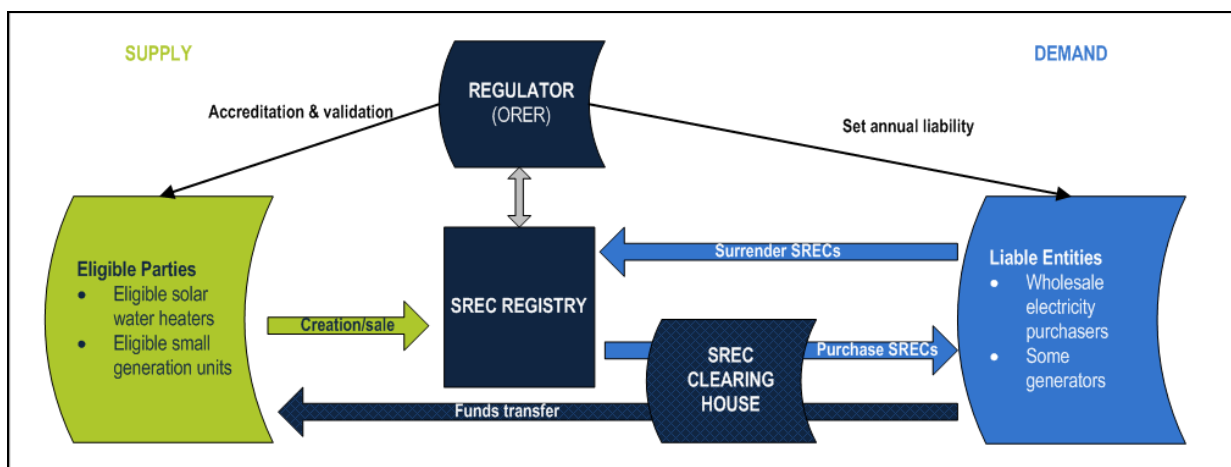 SUPPLY
DEMAND
REGULATOR
(ORER)
Accreditation & validation
Set annual liability
Eligible Parties
• Eligible solar
water heaters
• Eligible small
generation units
Creation/sale
SREC REGISTRY
Surrender SRECs
Purchase SRECs
SREC
CLEARING
HOUSE
Funds transfer
Liable Entities
• Wholesale
electricity
purchasers
• Some
generators